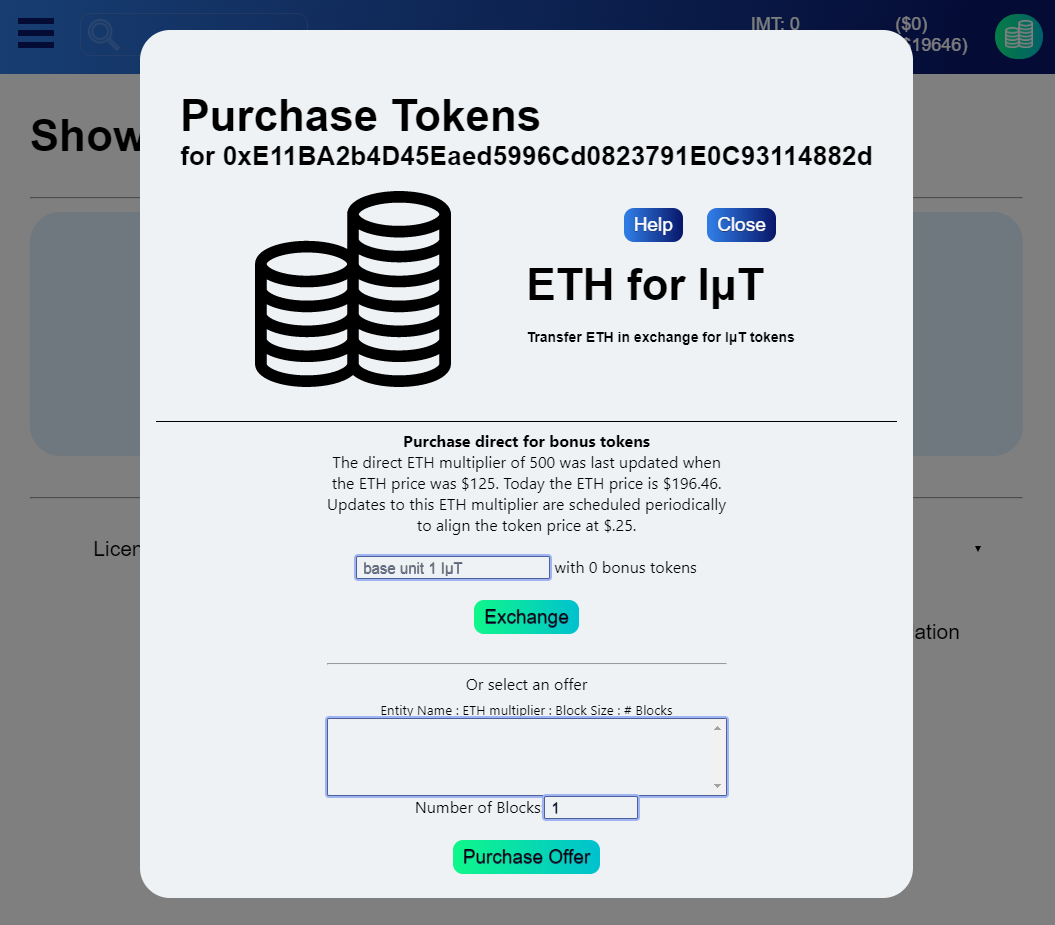 IMT: 0 ($0)
19646)
Show
Purchase Tokens
for 0xE11BA2b4D45Eaed5996Cd0823791E0C93114882d
Help Close
ETH for IμT
Transfer ETH in exchange for IμT tokens
Purchase direct for bonus tokens
The direct ETH multiplier of 500 was last updated when
the ETH price was $125. Today the ETH price is $196.46.
Updates to this ETH multiplier are scheduled periodically
to align the token price at $.25.
Licen
base unit 1 IμT with 0 bonus tokens
Exchange
ation
Or select an offer
Entity Name : ETH multiplier : Block Size : # Blocks
Number of Blocks 1
Purchase Offer